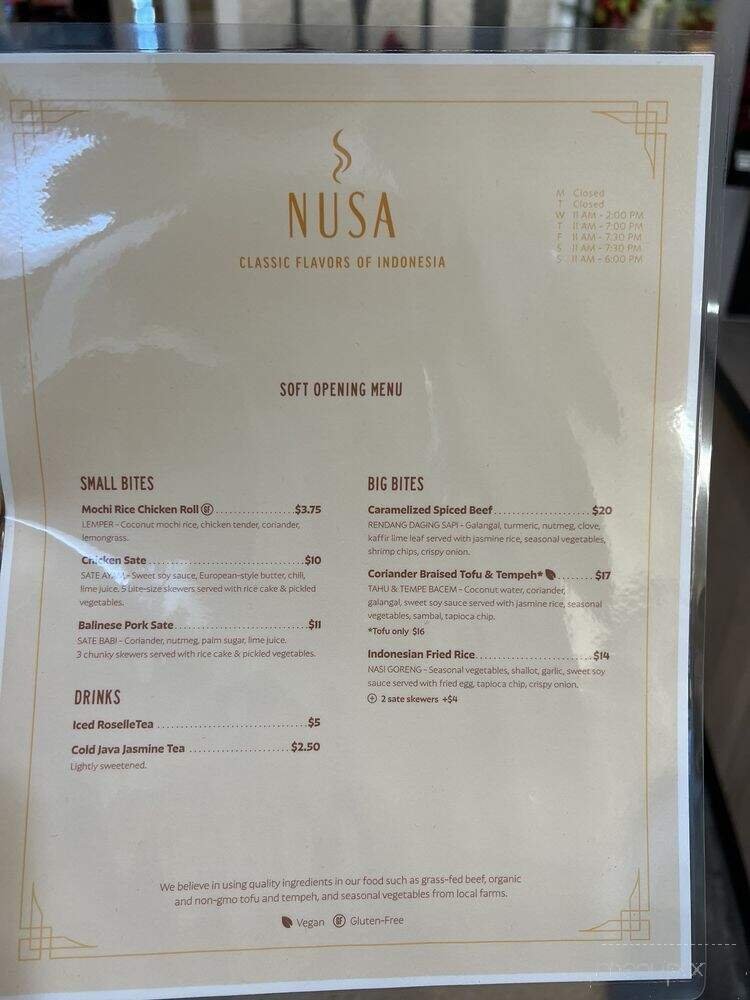 NUSA
CLASSIC FLAVORS OF INDONESIA
M Closed
T Closed
W 11 AM - 2:00 PM
T 11 AM - 7:00 PM
F 11 AM - 7:30 PM
S 11 AM - 7:30 PM
S 11 AM - 6:00 PM
SOFT OPENING MENU
SMALL BITES
Mochi Rice Chicken Roll GF ........................ $3.75
LEMPER - Coconut mochi rice, chicken tender, coriander,
lemongrass.
Chicken Sate ........................ $10
SATE AYAM - Sweet soy sauce, European-style butter, chili,
lime juice. 5 bite-size skewers served with rice cake & pickled
vegetables.
Balinese Pork Sate ........................ $11
SATE BABI - Coriander, nutmeg, palm sugar, lime juice.
3 chunky skewers served with rice cake & pickled vegetables.
DRINKS
Iced RoselleTea ........................ $5
Cold Java Jasmine Tea ........................ $2.50
Lightly sweetened.
BIG BITES
Caramelized Spiced Beef ........................ $20
RENDANG DAGING SAPI - Galangal, turmeric, nutmeg, clove,
kaffir lime leaf served with jasmine rice, seasonal vegetables,
shrimp chips, crispy onion.
Coriander Braised Tofu & Tempeh* ........ $17
TAHU & TEMPE BACEM - Coconut water, coriander,
galangal, sweet soy sauce served with jasmine rice, seasonal
vegetables, sambal, tapioca chip.
*Tofu only $16
Indonesian Fried Rice ........................ $14
NASI GORENG - Seasonal vegetables, shallot, garlic, sweet soy
sauce served with fried egg, tapioca chip, crispy onion.
+ 2 sate skewers +$4
We believe in using quality ingredients in our food such as grass-fed beef, organic
and non-gmo tofu and tempeh, and seasonal vegetables from local farms.
Vegan GF Gluten-Free